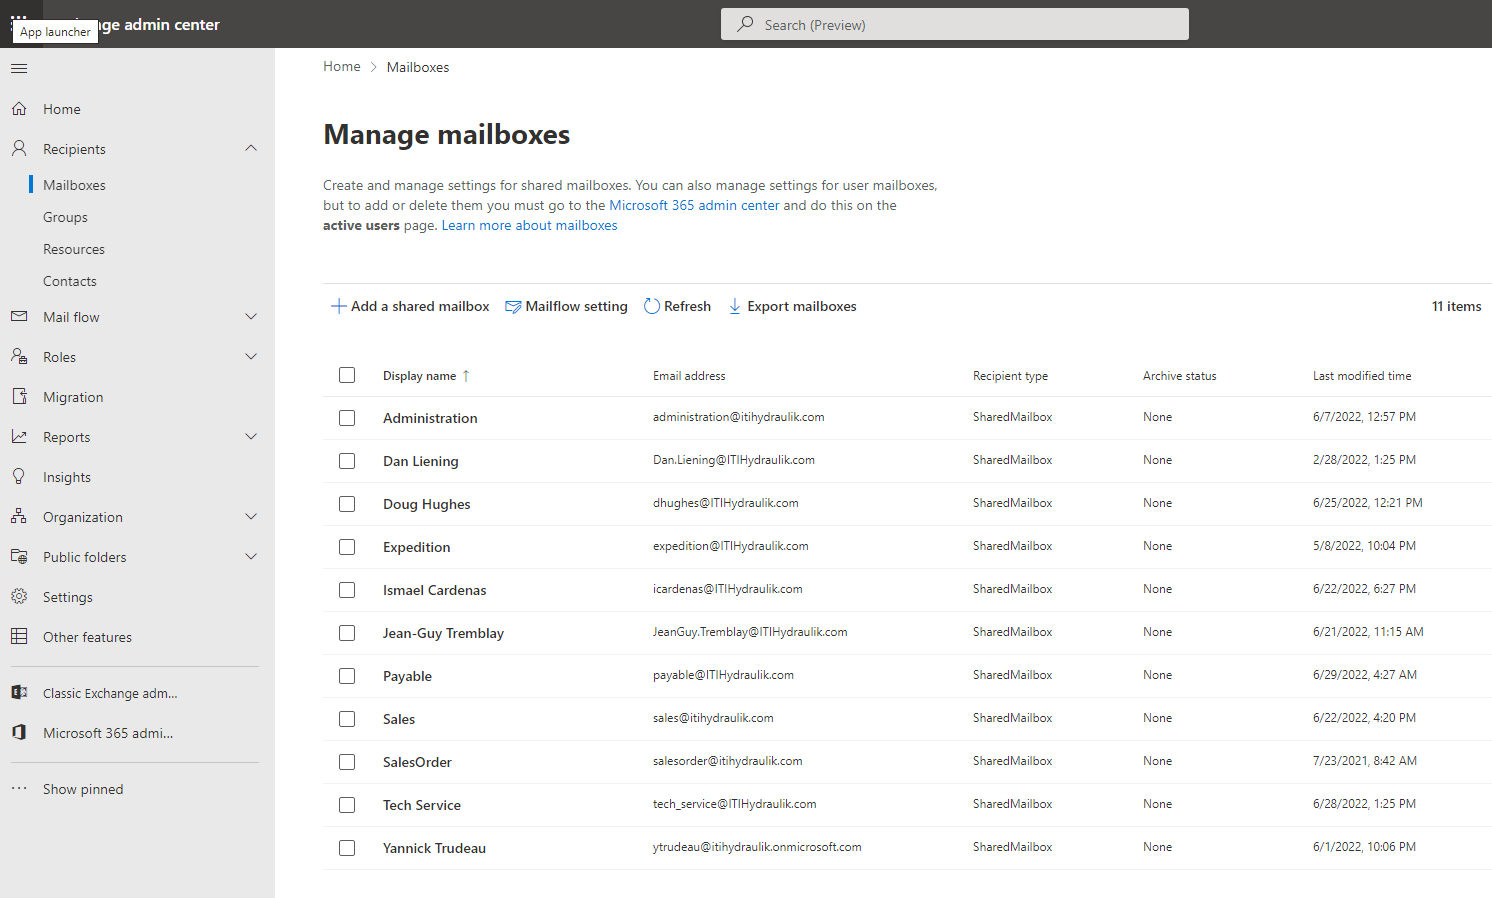 App launcher
nge admin center
Search (Preview)
Home
Recipients
Mailboxes
Groups
Resources
Contacts
Mail flow
Roles
Migration
Reports
Insights
Organization
Public folders
Settings
Other features
Classic Exchange adm...
Microsoft 365 admi...
Show pinned
Home > Mailboxes
Manage mailboxes
Create and manage settings for shared mailboxes. You can also manage settings for user mailboxes,
but to add or delete them you must go to the Microsoft 365 admin center and do this on the
active users page. Learn more about mailboxes
Add a shared mailbox Mailflow setting Refresh Export mailboxes 11 items
Display name ↑ Email address Recipient type Archive status Last modified time
Administration administration@itihydraulik.com SharedMailbox None 6/7/2022, 12:57 PM
Dan Liening Dan.Liening@ITIHydraulik.com SharedMailbox None 2/28/2022, 1:25 PM
Doug Hughes dhughes@ITIHydraulik.com SharedMailbox None 6/25/2022, 12:21 PM
Expedition expedition@ITIHydraulik.com SharedMailbox None 5/8/2022, 10:04 PM
Ismael Cardenas icardenas@ITIHydraulik.com SharedMailbox None 6/22/2022, 6:27 PM
Jean-Guy Tremblay JeanGuy.Tremblay@ITIHydraulik.com SharedMailbox None 6/21/2022, 11:15 AM
Payable payable@ITIHydraulik.com SharedMailbox None 6/29/2022, 4:27 AM
Sales sales@itihydraulik.com SharedMailbox None 6/22/2022, 4:20 PM
SalesOrder salesorder@itihydraulik.com SharedMailbox None 7/23/2021, 8:42 AM
Tech Service tech_service@ITIHydraulik.com SharedMailbox None 6/28/2022, 1:25 PM
Yannick Trudeau ytrudeau@itihydraulik.onmicrosoft.com SharedMailbox None 6/1/2022, 10:06 PM